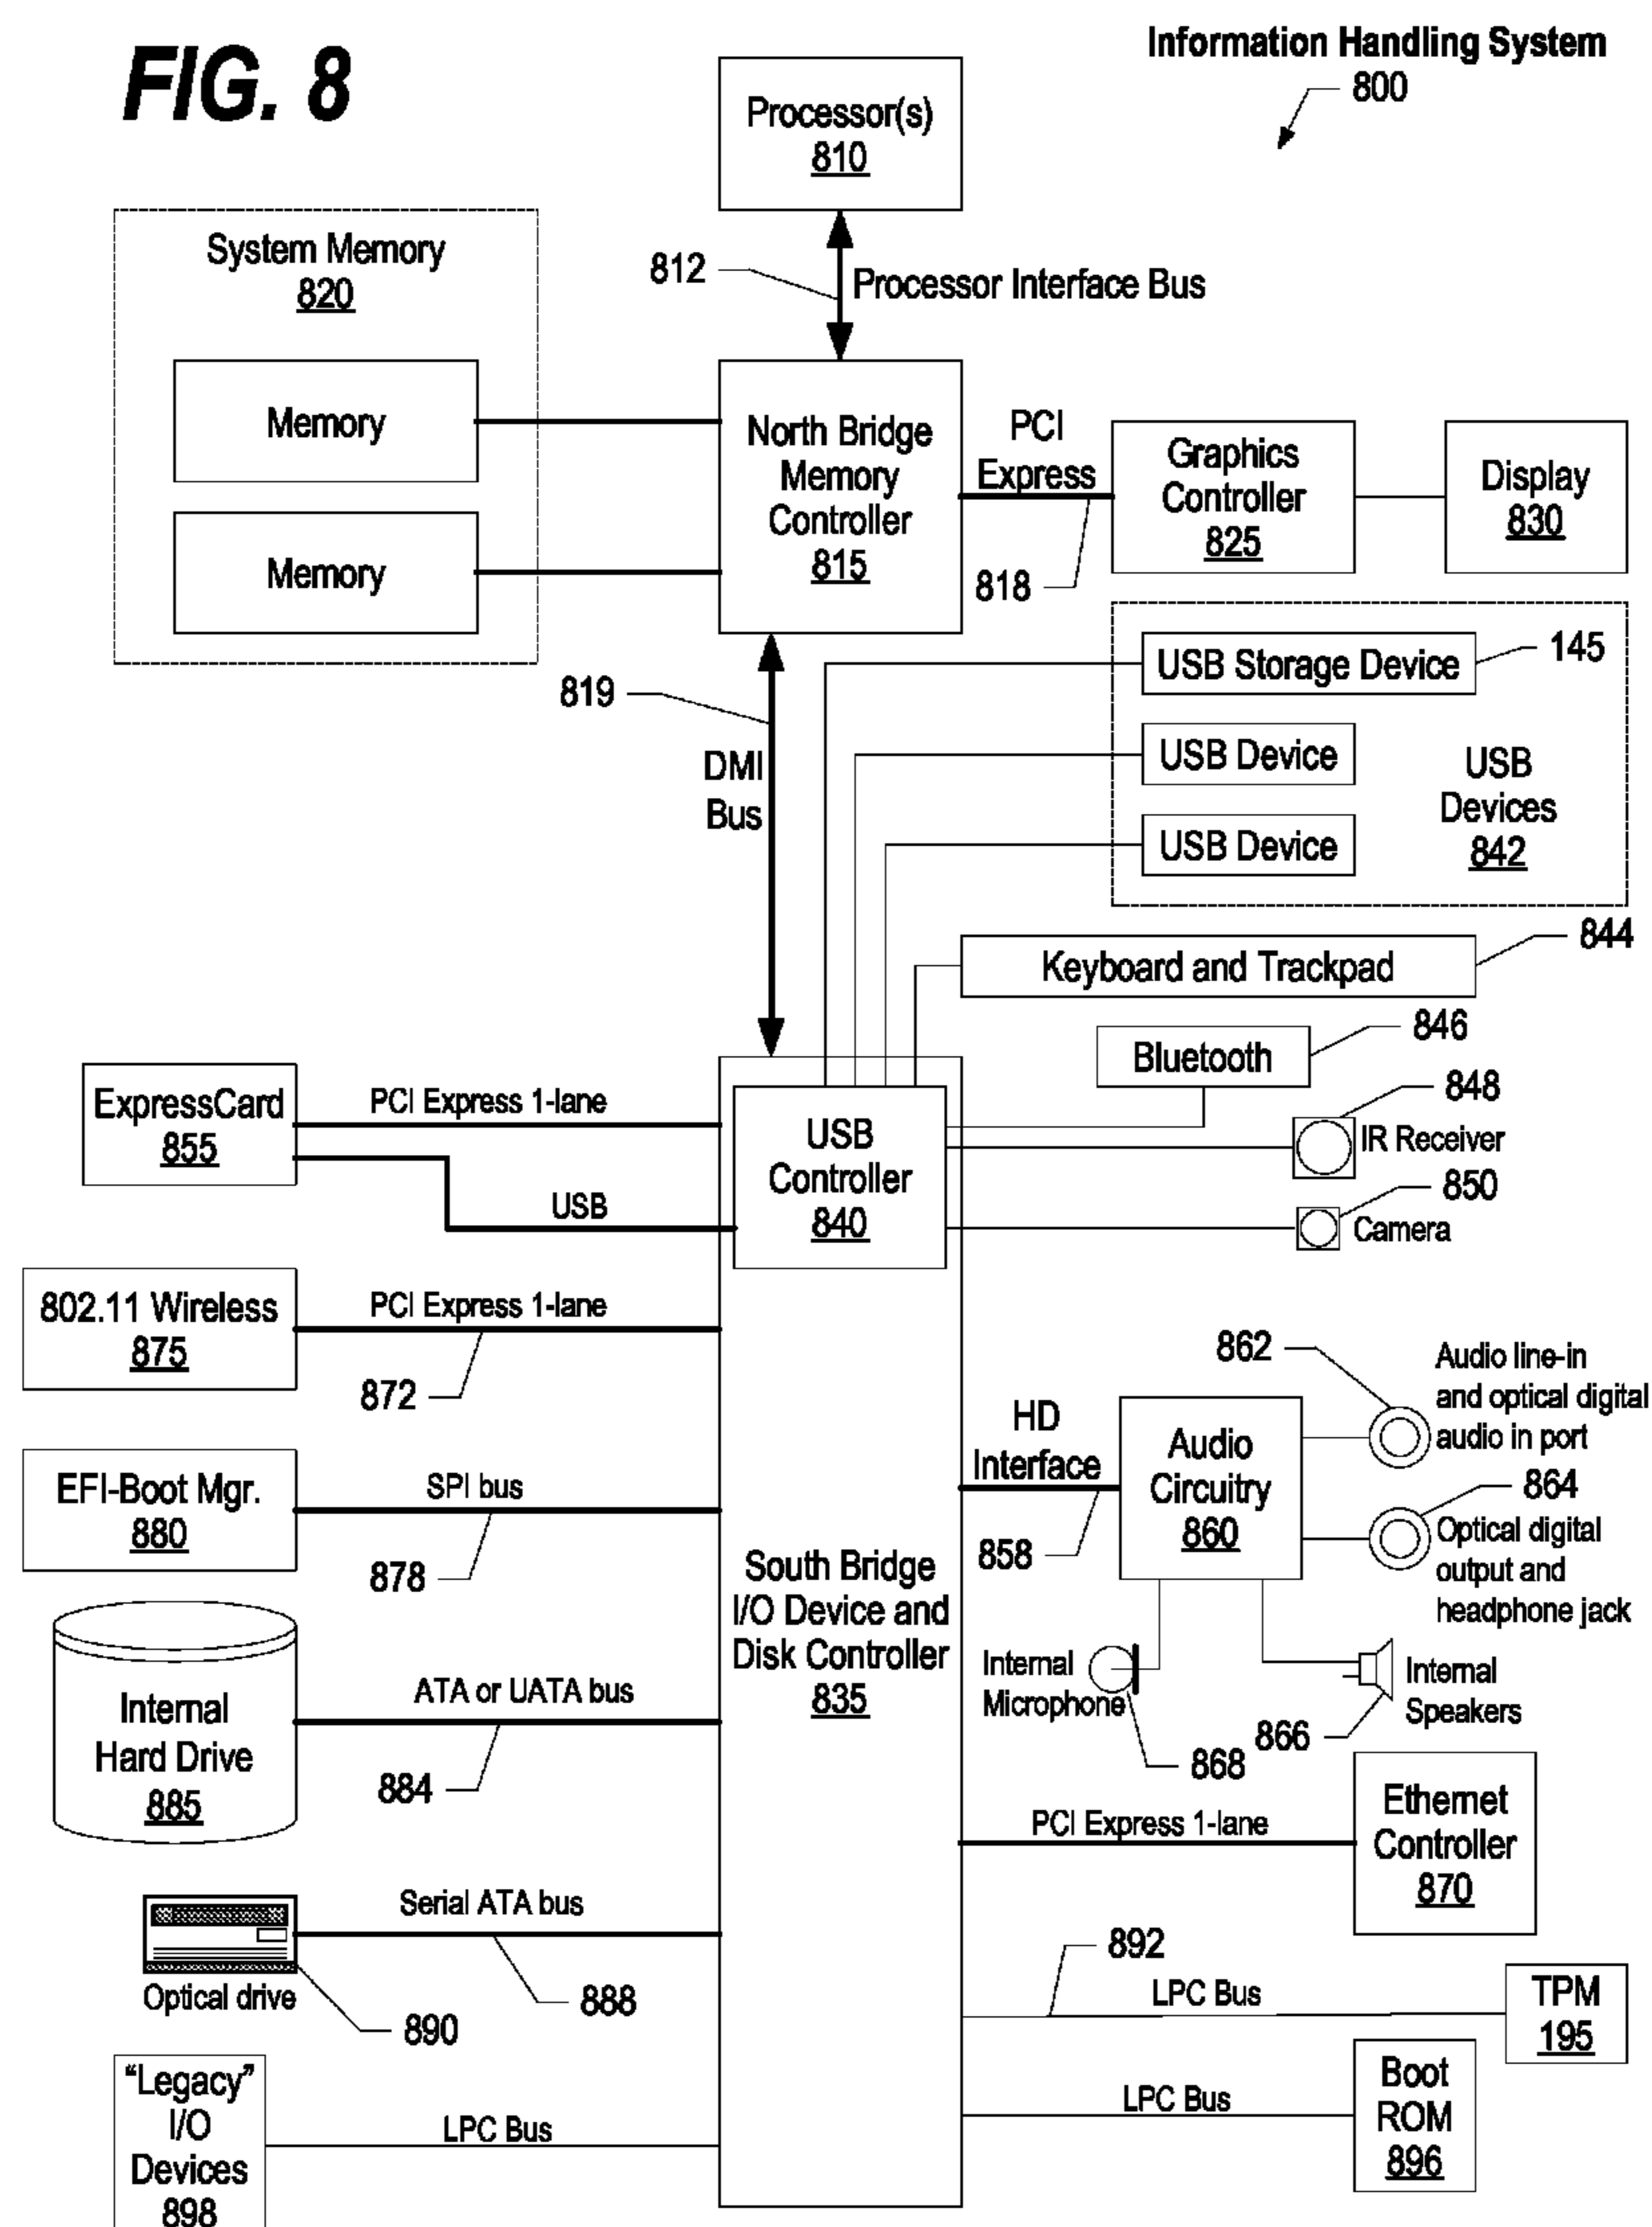 FIG. 8
Information Handling System
800
Processor(s)
810
812
Processor Interface Bus
System Memory
820
Memory
Memory
North Bridge
Memory
Controller
815
PCI
Express
818
Graphics
Controller
825
Display
830
819
DMI
Bus
USB Storage Device
145
USB Device
USB Device
USB
Devices
842
Keyboard and Trackpad
844
Bluetooth
846
848
IR Receiver
850
Camera
USB
Controller
840
ExpressCard
855
PCI Express 1-lane
USB
802.11 Wireless
875
PCI Express 1-lane
872
EFI-Boot Mgr.
880
SPI bus
878
Internal
Hard Drive
885
ATA or UATA bus
884
Optical drive
890
Serial ATA bus
888
"Legacy"
I/O
Devices
898
LPC Bus
South Bridge
I/O Device and
Disk Controller
835
HD
Interface
858
Audio
Circuitry
860
862
Audio line-in
and optical digital
audio in port
864
Optical digital
output and
headphone jack
Internal
Microphone
868
866
Internal
Speakers
PCI Express 1-lane
Ethernet
Controller
870
892
LPC Bus
TPM
195
LPC Bus
Boot
ROM
896